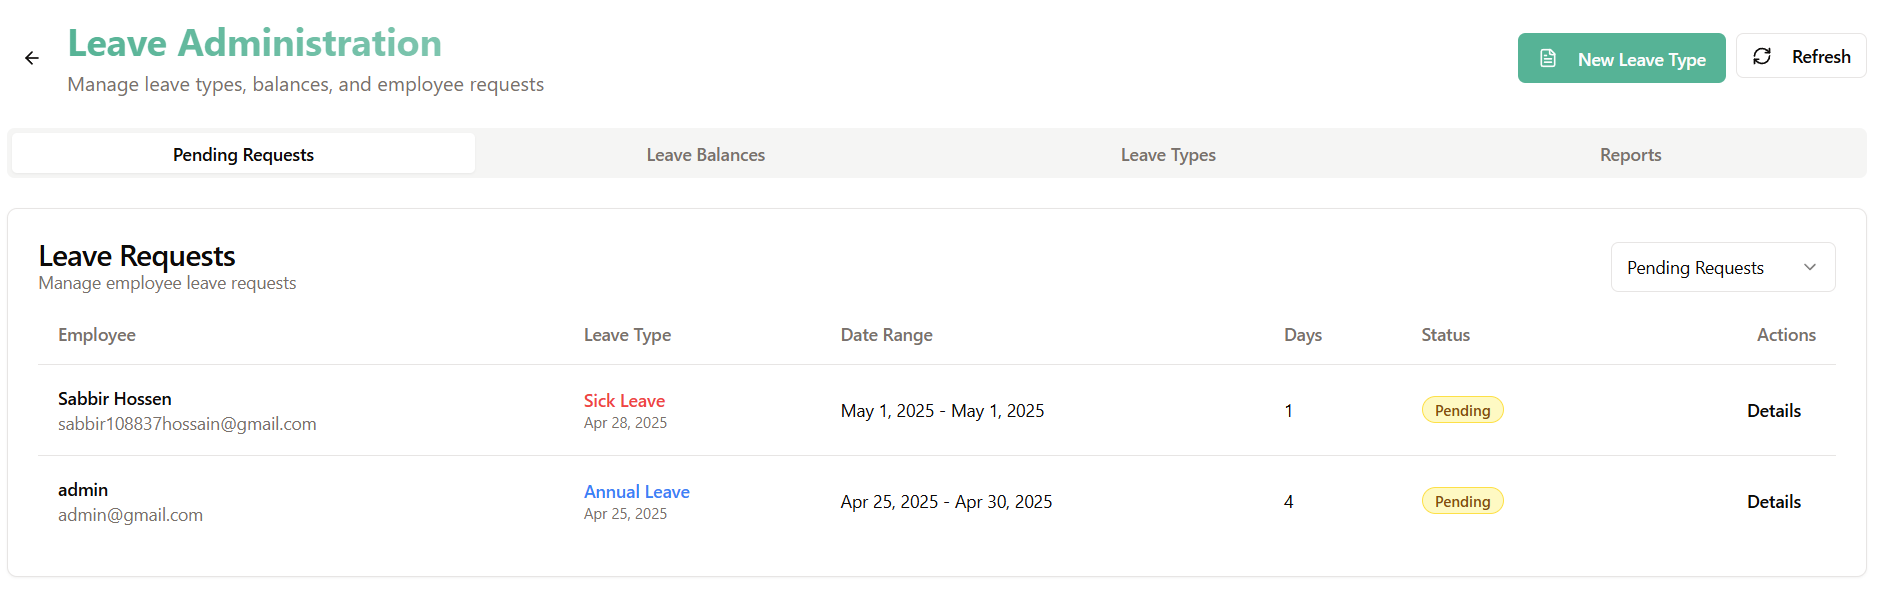 Leave Administration
Manage leave types, balances, and employee requests
New Leave Type
Refresh
Pending Requests
Leave Balances
Leave Types
Reports
Leave Requests
Manage employee leave requests
Pending Requests
Employee Leave Type Date Range Days Status Actions
Sabbir Hossen
sabbir108837hossain@gmail.com
Sick Leave
Apr 28, 2025
May 1, 2025 - May 1, 2025
1
Pending
Details
admin
admin@gmail.com
Annual Leave
Apr 25, 2025
Apr 25, 2025 - Apr 30, 2025
4
Pending
Details